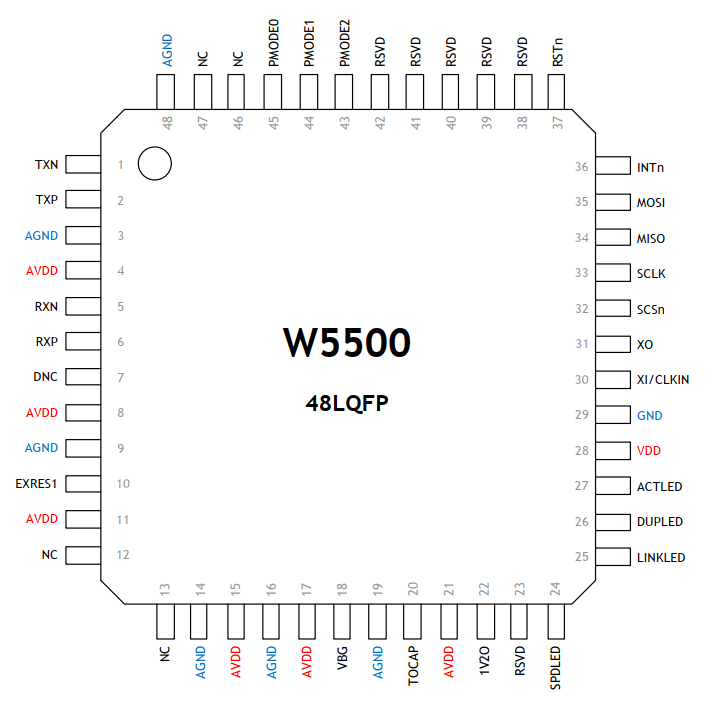 AGND NC NC PMODE0 PMODE1 PMODE2 RSVD RSVD RSVD RSVD RSVD RSTn
48 47 46 45 44 43 42 41 40 39 38 37
TXN 1 36 INTn
TXP 2 35 MOSI
AGND 3 34 MISO
AVDD 4 33 SCLK
RXN 5 32 SCSn
RXP 6 31 XO
DNC 7 30 XI/CLKIN
AVDD 8 29 GND
AGND 9 28 VDD
EXRES1 10 27 ACTLED
AVDD 11 26 DUPLED
NC 12 25 LINKLED
W5500
48LQFP
13 14 15 16 17 18 19 20 21 22 23 24
NC AGND AVDD AGND AVDD VBG AGND TOCAP AVDD 1V2O RSVD SPDLED